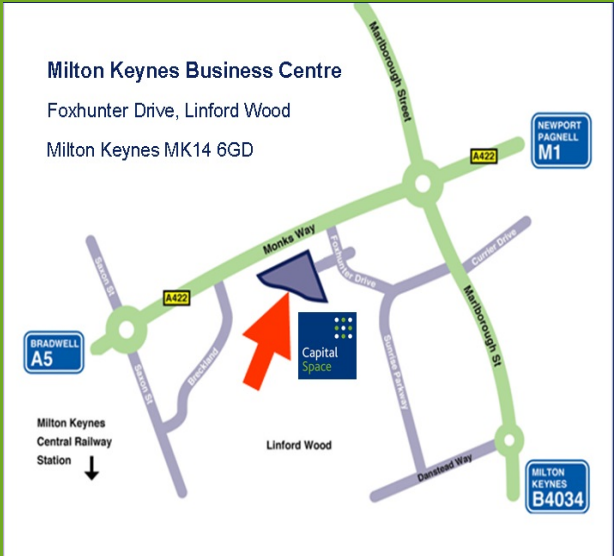 Milton Keynes Business Centre
Foxhunter Drive, Linford Wood
Milton Keynes MK14 6GD
Marlborough Street
NEWPORT
PAGNELL
M1
A422
Monks Way
Foxhunter Drive
Currier Drive
Saxon St
A422
BRADWELL
A5
Capital
Space
Marlborough St
Saxon St
Breckland
Sunrise Parkway
Milton Keynes
Central Railway
Station
Linford Wood
Danstead Way
MILTON
KEYNES
B4034